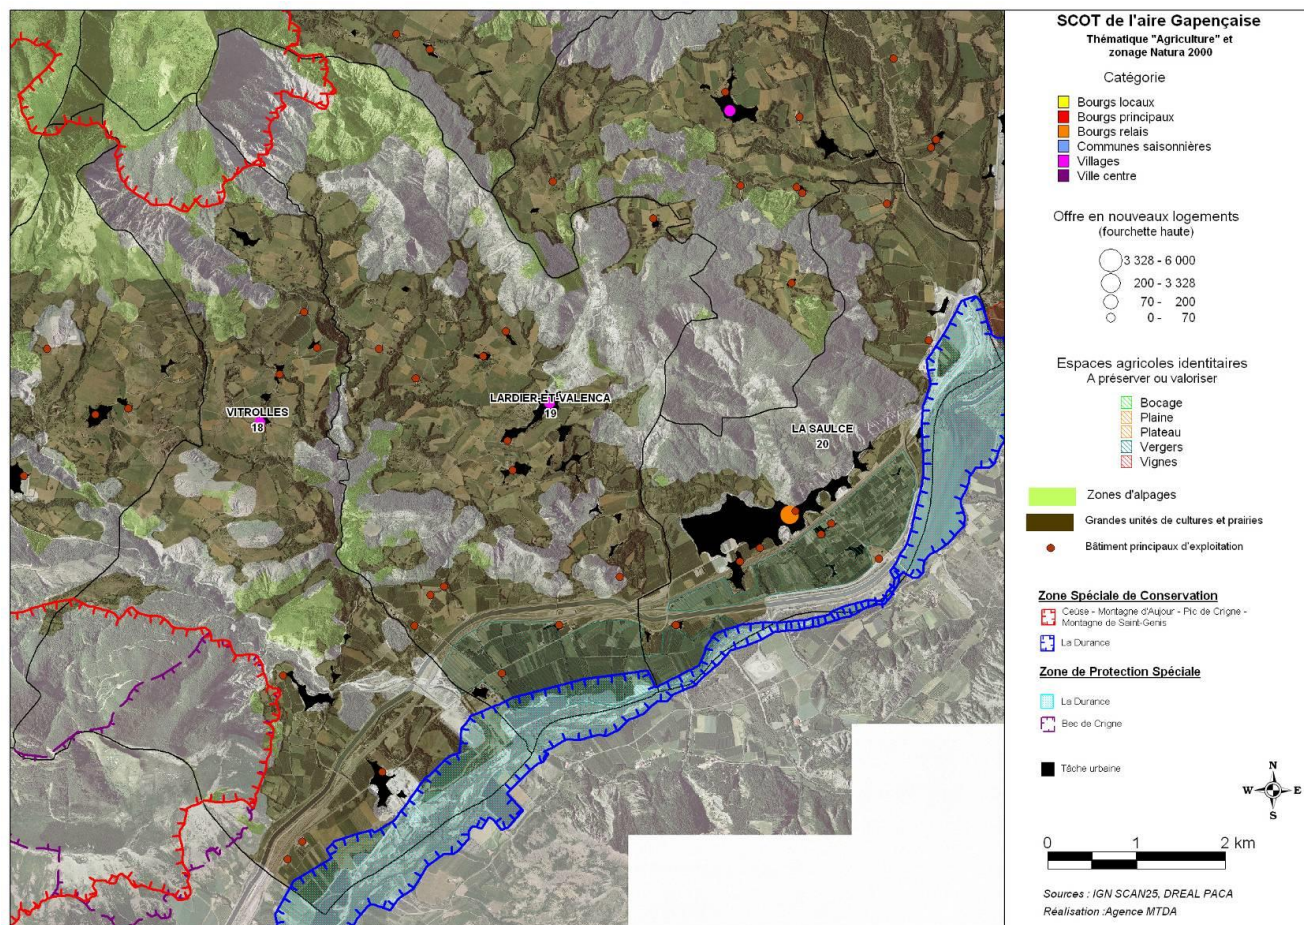 SCOT de l'aire Gapençaise
Thématique "Agriculture" et
zonage Natura 2000
Catégorie
Bourgs locaux
Bourgs principaux
Bourgs relais
Communes saisonnières
Villages
Ville centre
Offre en nouveaux logements
(fourchette haute)
3 328 - 6 000
200 - 3 328
70 - 200
0 - 70
Espaces agricoles identitaires
A préserver ou valoriser
Bocage
Plaine
Plateau
Vergers
Vignes
Zones d'alpages
Grandes unités de cultures et prairies
Bâtiment principaux d'exploitation
Zone Spéciale de Conservation
Ceüse - Montagne d'Aujour - Pic de Crigne -
Montagne de Saint-Genis
La Durance
Zone de Protection Spéciale
La Durance
Bec de Crigne
Tâche urbaine
N
W E
S
0 1 2 km
Sources : IGN SCAN25, DREAL PACA
Réalisation :Agence MTDA
VITROLLES
18
LARDIER-ET-VALENCA
19
LA SAULCE
20